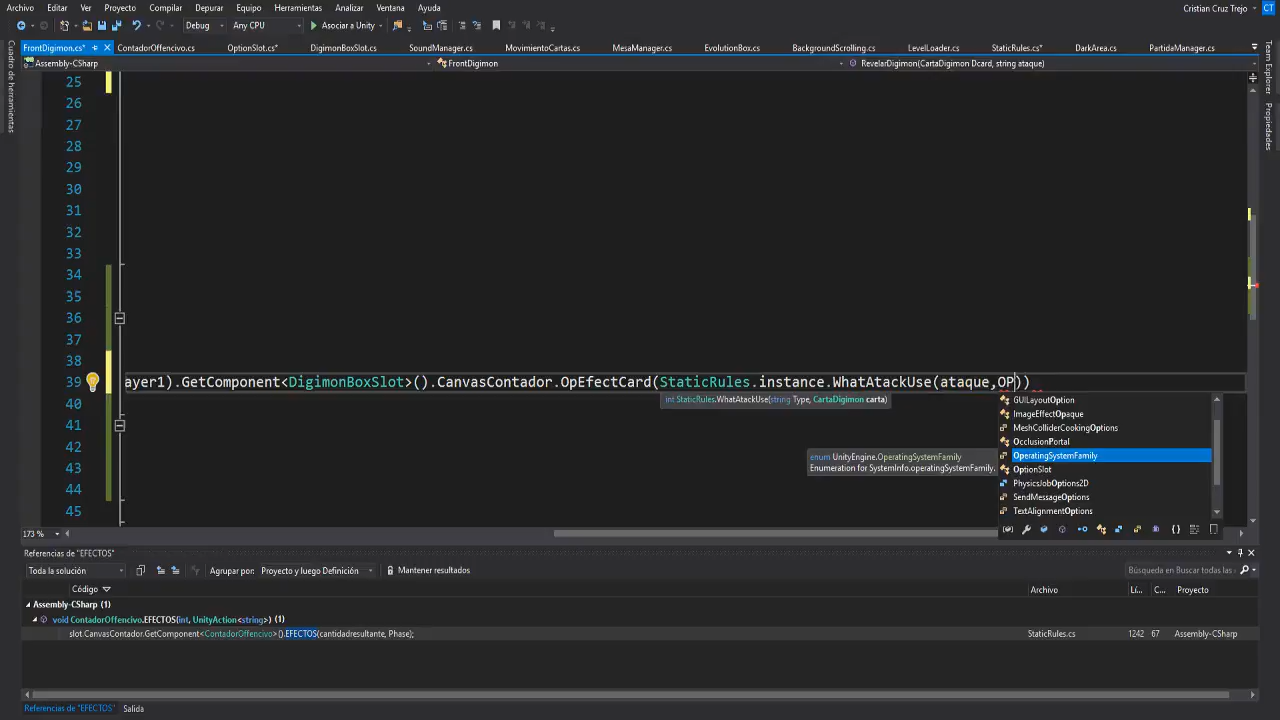 Archivo Editar Ver Proyecto Compilar Depurar Equipo Herramientas Analizar Ventana Ayuda Cristian Cruz Trejo CT
Debug Any CPU Asociar a Unity
FrontDigimon.cs* ContadorOffencivo.cs OptionSlot.cs* DigimonBoxSlot.cs SoundManager.cs MovimientoCartas.cs MesaManager.cs EvolutionBox.cs BackgroundScrolling.cs LevelLoader.cs StaticRules.cs* DarkArea.cs PartidaManager.cs
Assembly-CSharp FrontDigimon RevelarDigimon(CartaDigimon Dcard, string ataque)
Cuadro de herramientas
Team Explorer
Propiedades
25
26
27
28
29
30
31
32
33
34
35
36
37
38
39 ayer1).GetComponent<DigimonBoxSlot>().CanvasContador.OpEfectCard(StaticRules.instance.WhatAtackUse(ataque,OP))
int StaticRules.WhatAtackUse(string Type, CartaDigimon carta)
40
41
42
43
44
45
GUILayoutOption
ImageEffectOpaque
MeshColliderCookingOptions
OcclusionPortal
OperatingSystemFamily
OptionSlot
PhysicsJobOptions2D
SendMessageOptions
TextAlignmentOptions
enum UnityEngine.OperatingSystemFamily
Enumeration for SystemInfo.operatingSystemFamily.
173 %
Referencias de "EFECTOS"
Toda la solución Agrupar por: Proyecto y luego Definición Mantener resultados Búsqueda en Buscar todas las
Código Archivo Lí... C... Proyecto
Assembly-CSharp (1)
void ContadorOffencivo.EFECTOS(int, UnityAction<string>) (1)
slot.CanvasContador.GetComponent<ContadorOffencivo>().EFECTOS(cantidadresultante, Phase); StaticRules.cs 1242 67 Assembly-CSharp
Referencias de "EFECTOS" Salida